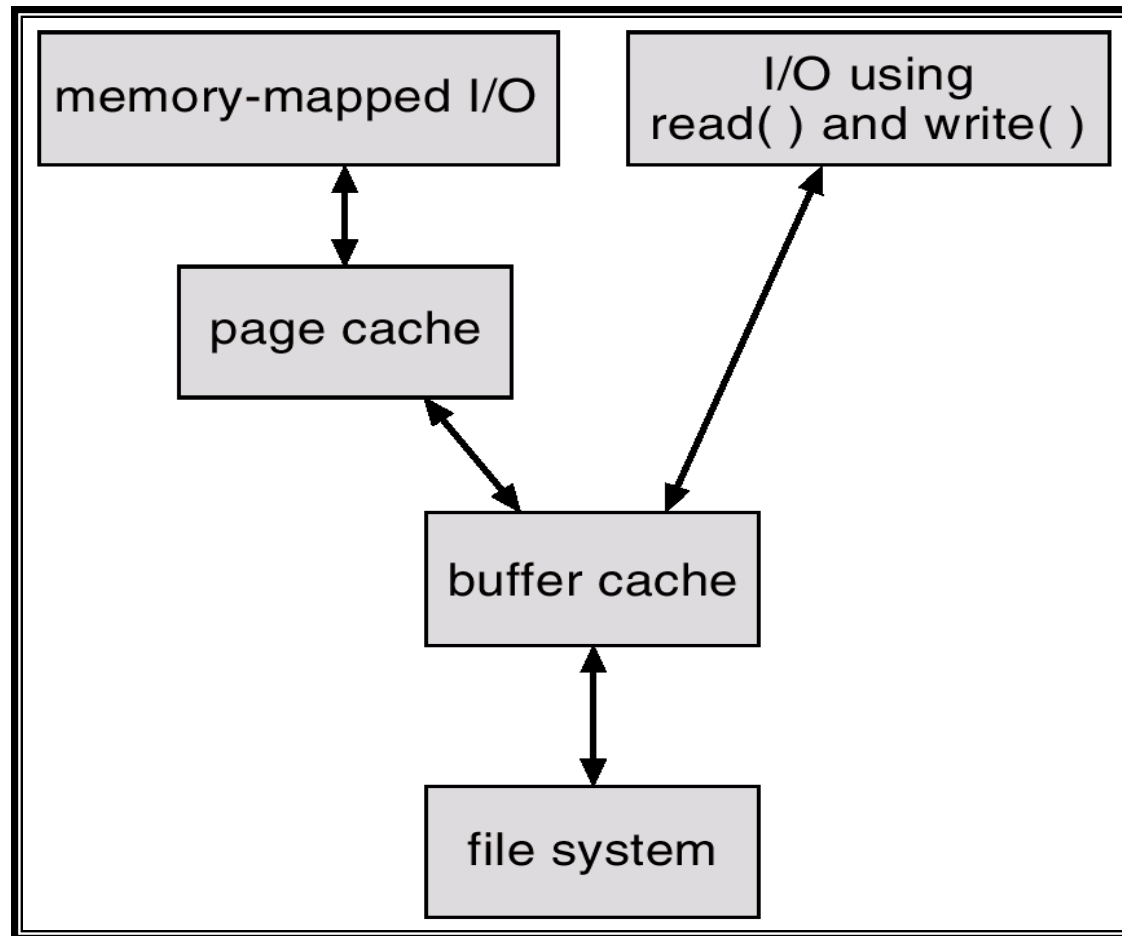 memory-mapped I/O
I/O using
read( ) and write( )
page cache
buffer cache
file system